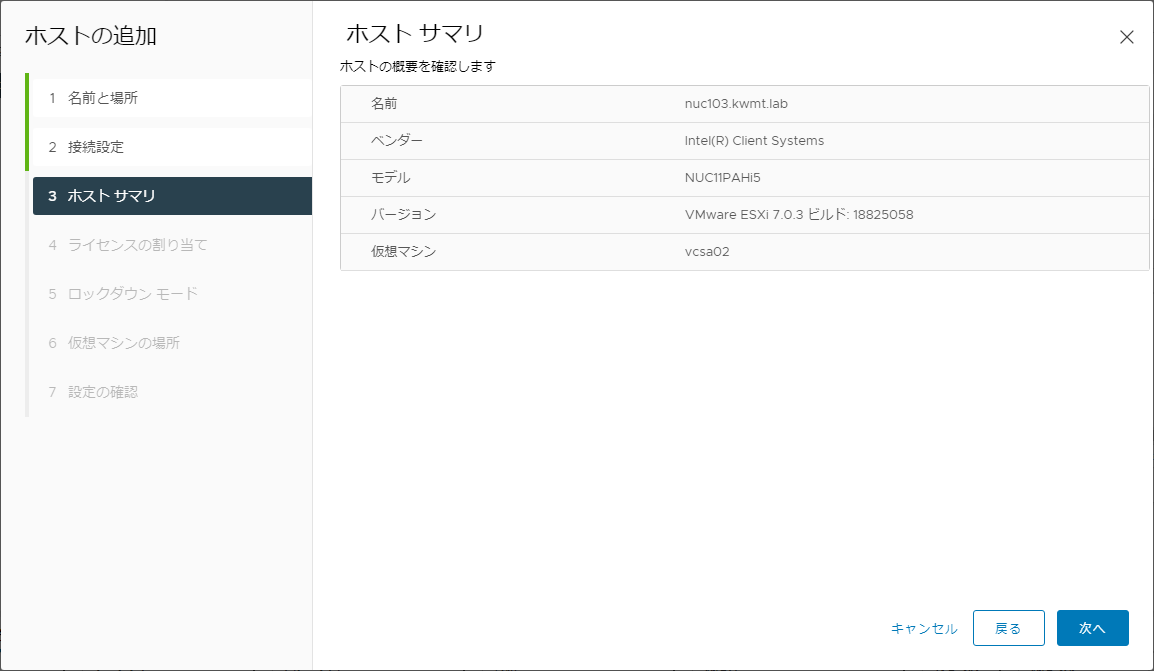 ホストの追加
1 名前と場所
2 接続設定
3 ホスト サマリ
4 ライセンスの割り当て
5 ロックダウン モード
6 仮想マシンの場所
7 設定の確認
ホスト サマリ
ホストの概要を確認します
名前 nuc103.kwmt.lab
ベンダー Intel(R) Client Systems
モデル NUC11PAHi5
バージョン VMware ESXi 7.0.3 ビルド: 18825058
仮想マシン vcsa02
キャンセル 戻る 次へ